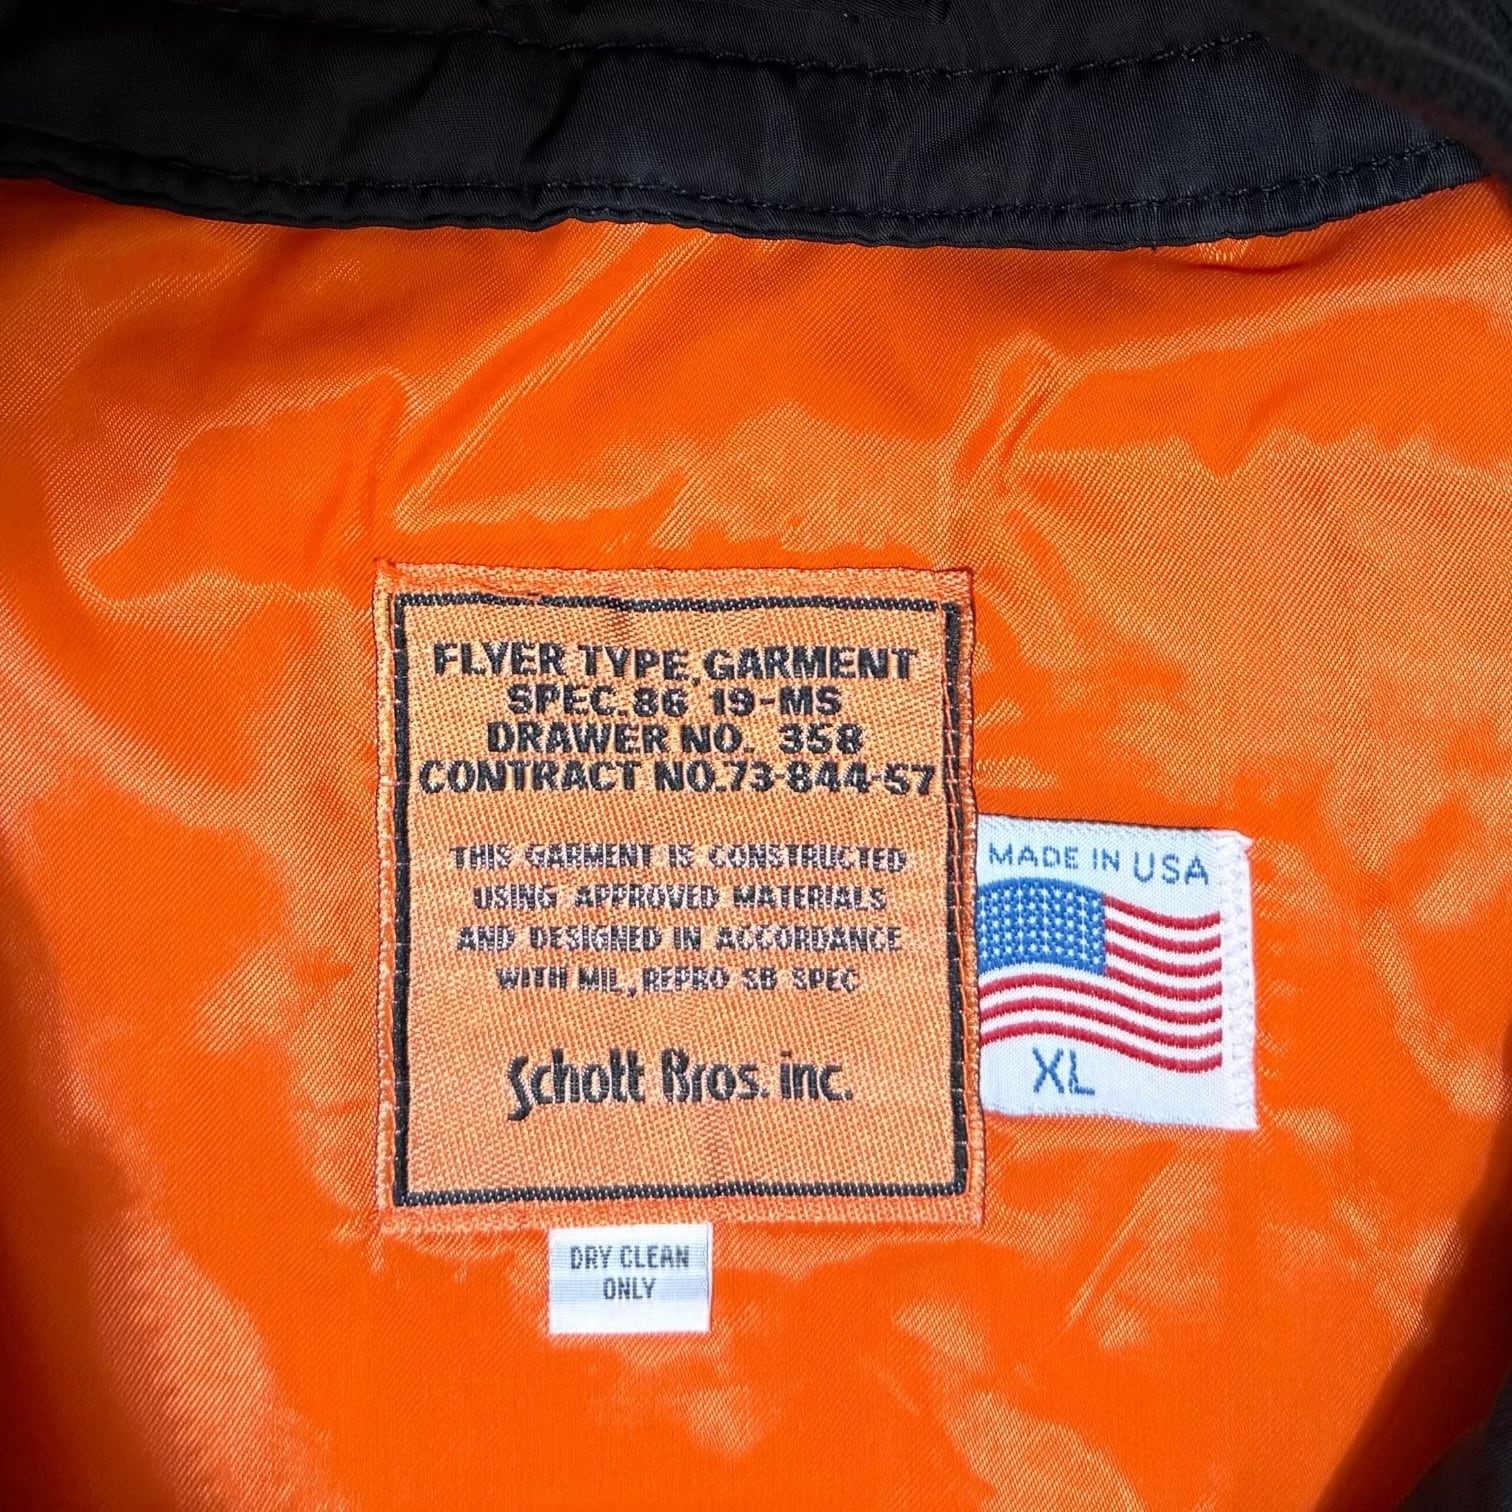 FLYER TYPE, GARMENT
SPEC. 8G 19-MS
DRAWER NO. 358
CONTRACT NO. 73-844-57
THIS GARMENT IS CONSTRUCTED
USING APPROVED MATERIALS
AND DESIGNED IN ACCORDANCE
WITH MIL, REPRO SB SPEC
Schott Bros. inc.
MADE IN USA
XL
DRY CLEAN
ONLY